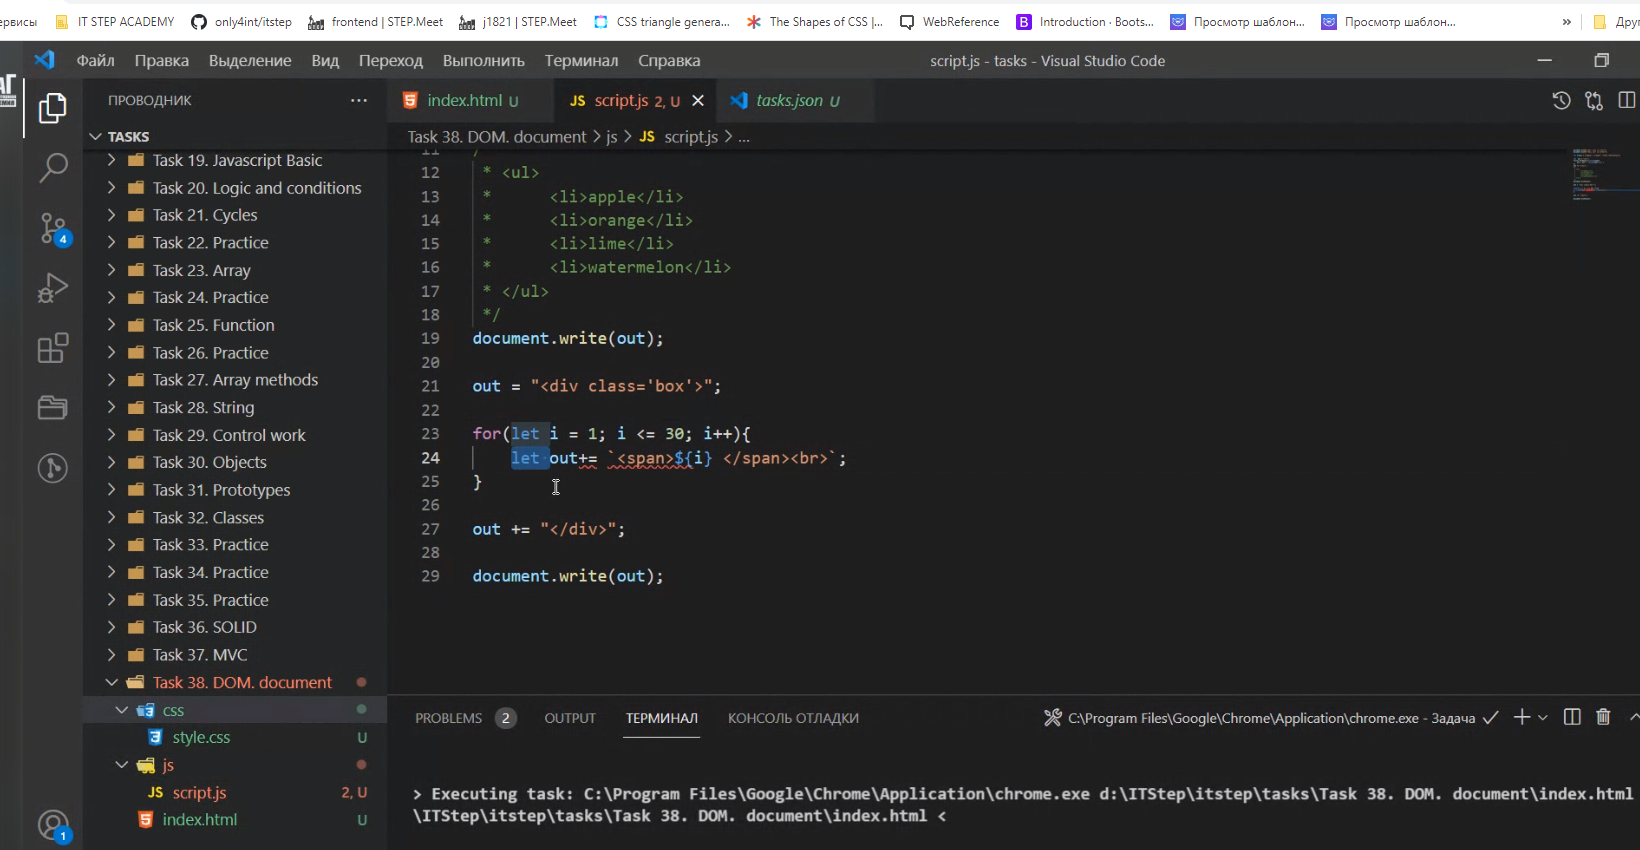 ервисы IT STEP ACADEMY only4int/itstep frontend | STEP.Meet j1821 | STEP.Meet CSS triangle genera... The Shapes of CSS |... WebReference Introduction · Boots... Просмотр шаблон... Просмотр шаблон... »
Файл Правка Выделение Вид Переход Выполнить Терминал Справка script.js - tasks - Visual Studio Code
ПРОВОДНИК ··· index.html U JS script.js 2, U tasks.json U
TASKS
Task 38. DOM. document > js > JS script.js > ...
Task 19. Javascript Basic
Task 20. Logic and conditions
Task 21. Cycles
Task 22. Practice
Task 23. Array
Task 24. Practice
Task 25. Function
Task 26. Practice
Task 27. Array methods
Task 28. String
Task 29. Control work
Task 30. Objects
Task 31. Prototypes
Task 32. Classes
Task 33. Practice
Task 34. Practice
Task 35. Practice
Task 36. SOLID
Task 37. MVC
Task 38. DOM. document
css
style.css U
js
JS script.js 2, U
index.html U
4
1
11
12 * <ul>
13 * <li>apple</li>
14 * <li>orange</li>
15 * <li>lime</li>
16 * <li>watermelon</li>
17 * </ul>
18 */
19 document.write(out);
20
21 out = "<div class='box'>";
22
23 for(let i = 1; i <= 30; i++){
24 let out+= `<span>${i} </span><br>`;
25 }
26
27 out += "</div>";
28
29 document.write(out);
PROBLEMS 2 OUTPUT ТЕРМИНАЛ КОНСОЛЬ ОТЛАДКИ C:\Program Files\Google\Chrome\Application\chrome.exe - Задача
> Executing task: C:\Program Files\Google\Chrome\Application\chrome.exe d:\ITStep\itstep\tasks\Task 38. DOM. document\index.html
\ITStep\itstep\tasks\Task 38. DOM. document\index.html <